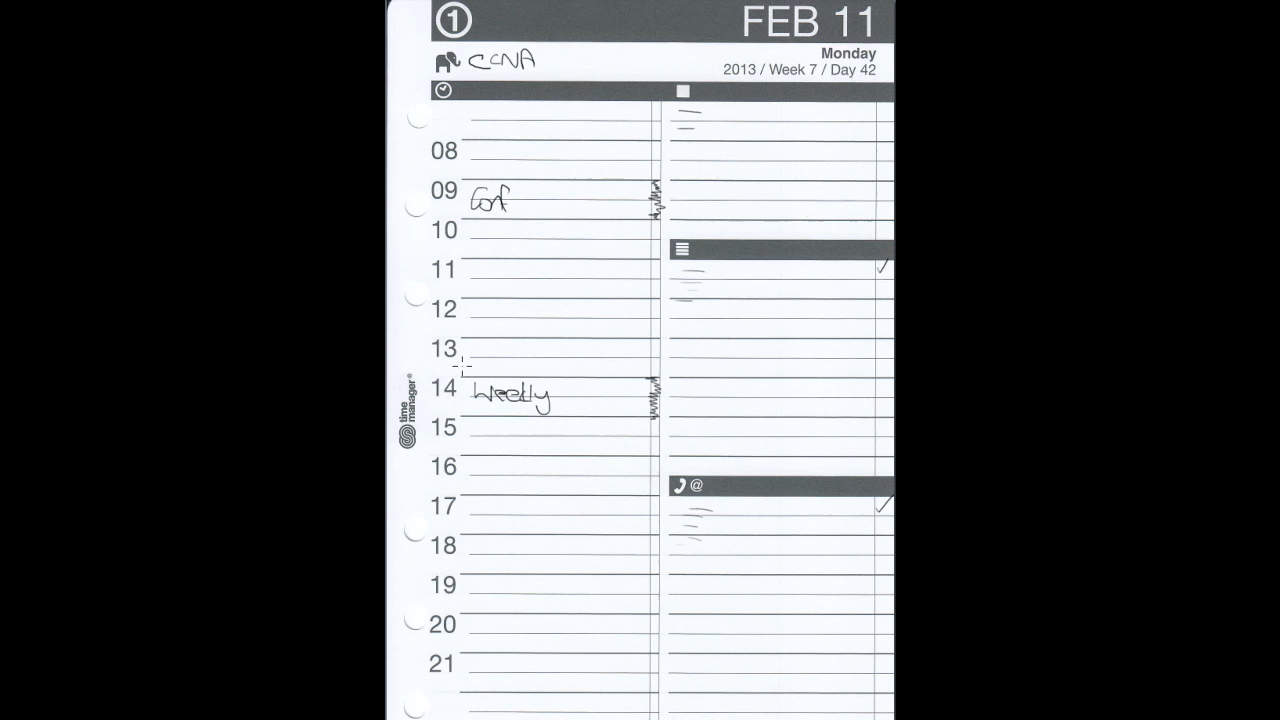 1 FEB 11
CCNA
Monday
2013 / Week 7 / Day 42
08
09 Conf
10
11
12
13
14 Weekly
15
16
17
18
19
20
21
@
time
manager®